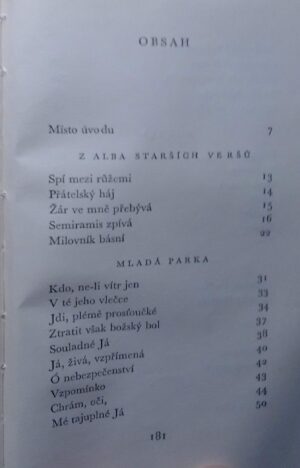 OBSAH
Místo úvodu 7
Z ALBA STARŠÍCH VERŠŮ
Spí mezi růžemi 13
Přátelský háj 14
Žár ve mně přebývá 15
Semiramis zpívá 16
Milovník básní 22
MLADÁ PARKA
Kdo, ne-li vítr jen 31
V té jeho vlečce 33
Jdi, plémě prosťoučké 34
Ztratit však božský bol 37
Souladné Já 38
Já, živá, vzpřímená 40
Ó nebezpečenství 42
Vzpomínko 43
Chrám, oči, 44
Mé tajuplné Já 50
181